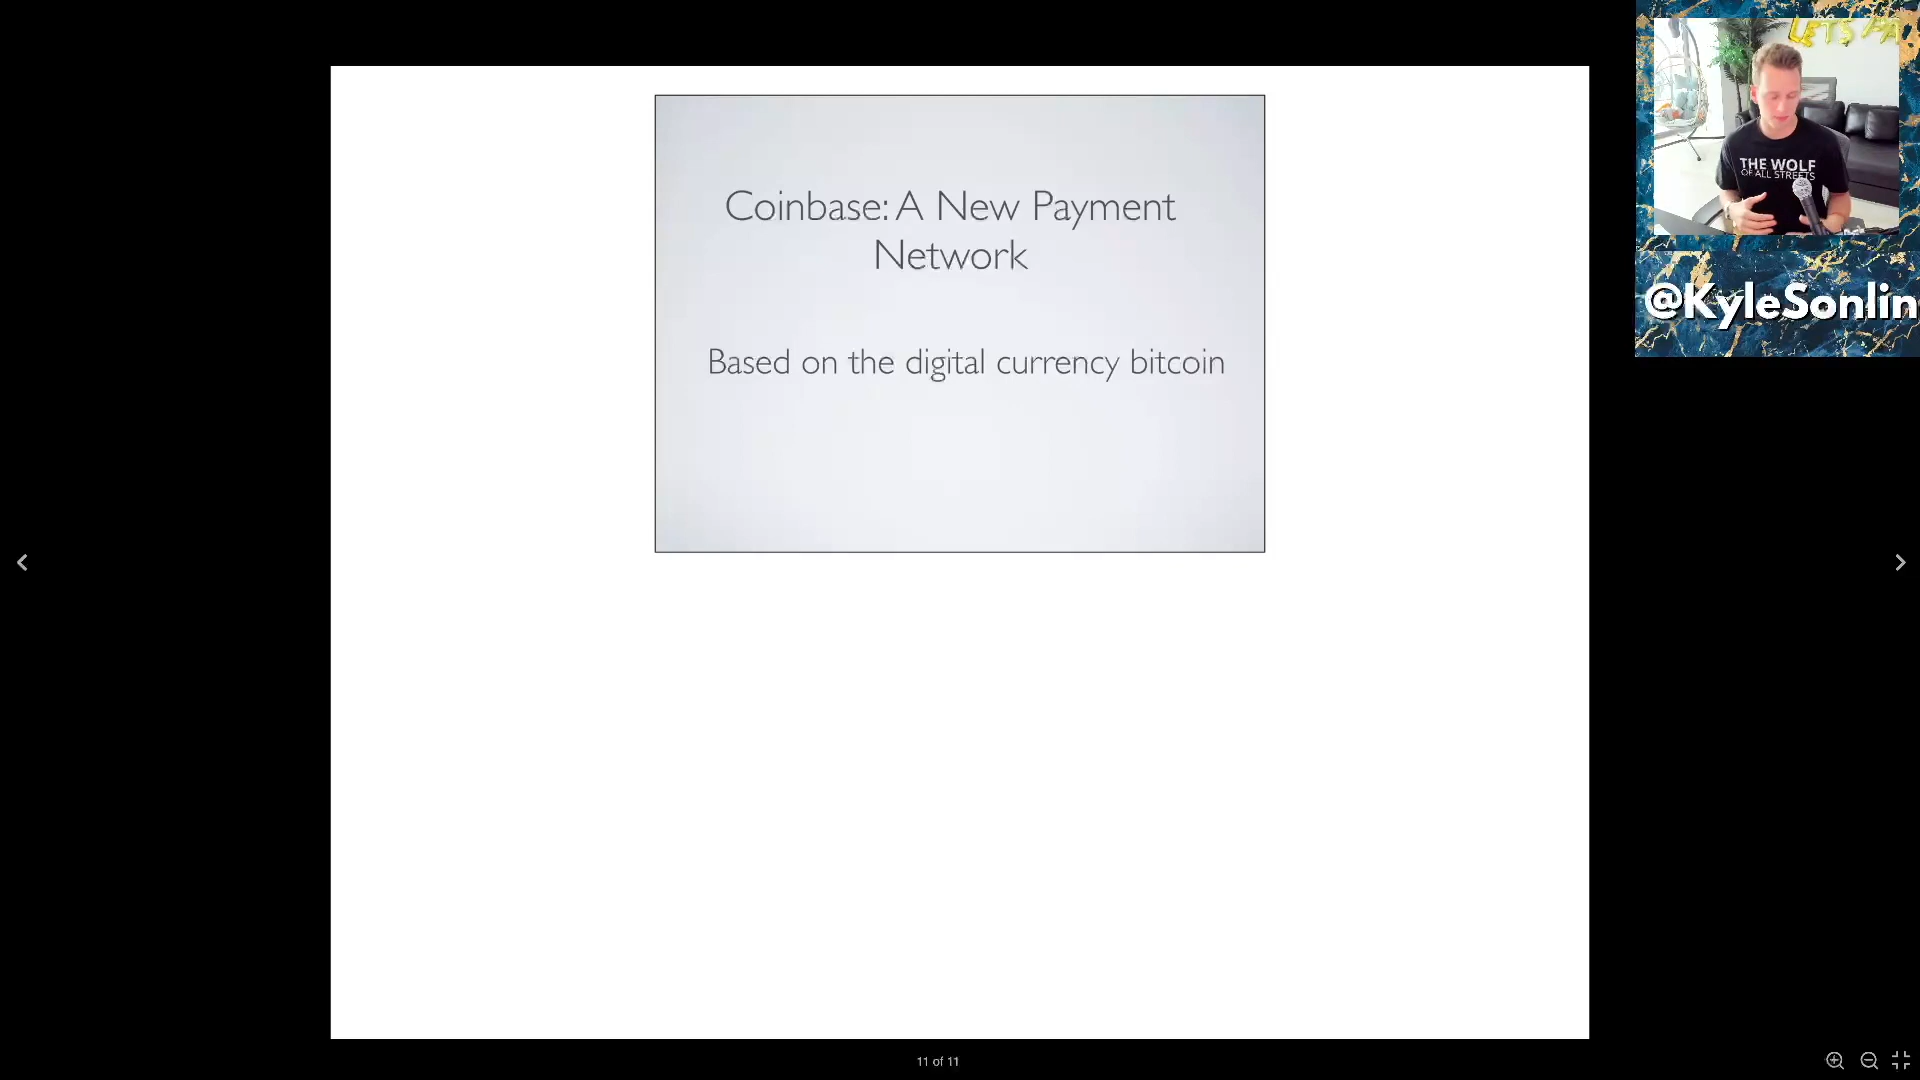 Coinbase: A New Payment
Network
Based on the digital currency bitcoin
LETS
THE WOLF
OF ALL STREETS
@KyleSonlin
11 of 11